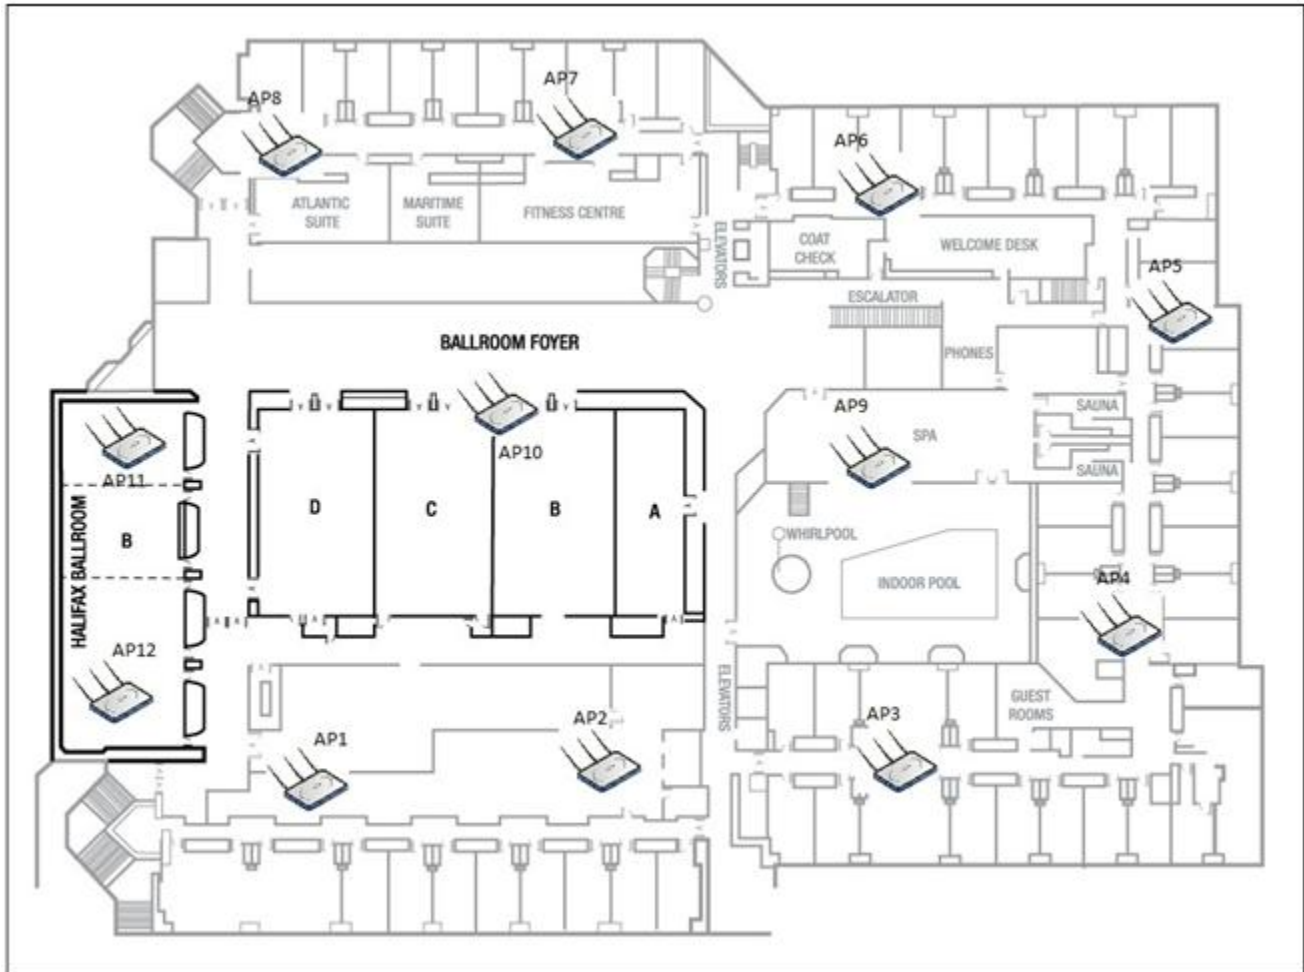 AP7
AP8
AP6
ATLANTIC
SUITE
MARITIME
SUITE
FITNESS CENTRE
ELEVATORS
COAT
CHECK
WELCOME DESK
AP5
ESCALATOR
BALLROOM FOYER
PHONES
AP9
SAUNA
SPA
AP10
SAUNA
AP11
D
C
B
A
HALIFAX BALLROOM
B
WHIRLPOOL
INDOOR POOL
AP4
AP12
ELEVATORS
GUEST
ROOMS
AP3
AP2
AP1